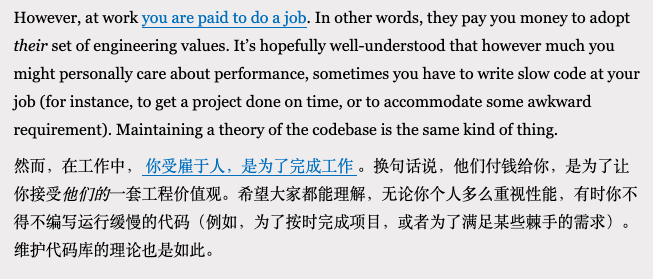 However, at work you are paid to do a job. In other words, they pay you money to adopt
their set of engineering values. It’s hopefully well-understood that however much you
might personally care about performance, sometimes you have to write slow code at your
job (for instance, to get a project done on time, or to accommodate some awkward
requirement). Maintaining a theory of the codebase is the same kind of thing.
然而，在工作中，你受雇于人，是为了完成工作。换句话说，他们付钱给你，是为了让
你接受他们的一套工程价值观。希望大家都能理解，无论你个人多么重视性能，有时你不
得不编写运行缓慢的代码（例如，为了按时完成项目，或者为了满足某些棘手的需求）。
维护代码库的理论也是如此。